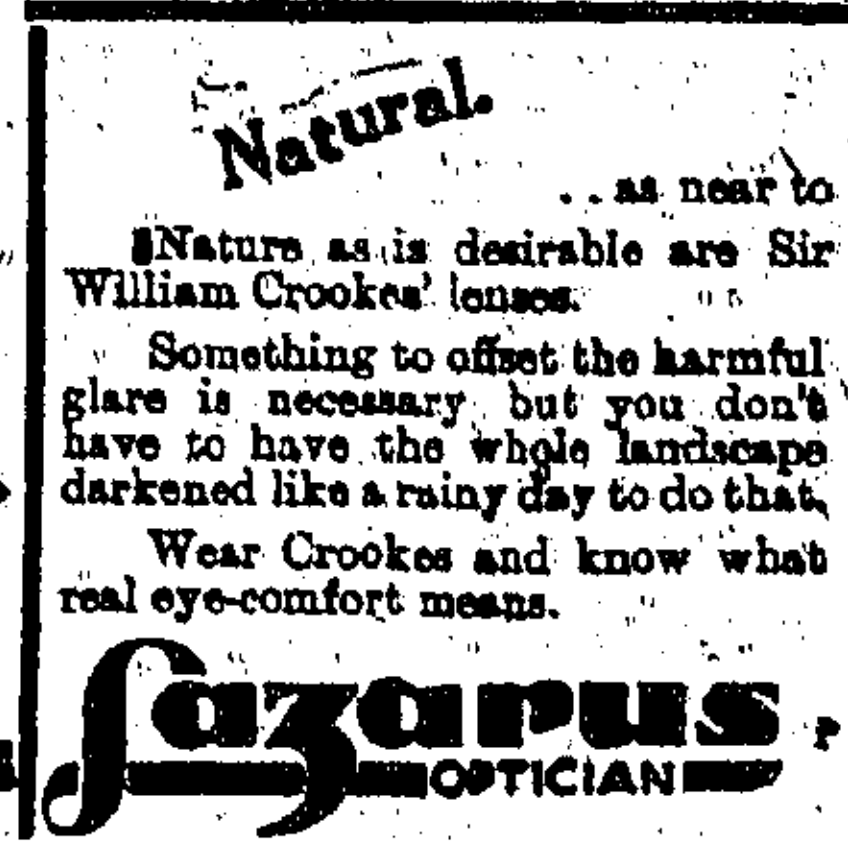 Natural.
. . as near to
Nature as is desirable are Sir
William Crookes' lenses.
Something to offset the harmful
glare is necessary but you don't
have to have the whole landscape
darkened like a rainy day to do that.
Wear Crookes and know what
real eye-comfort means.
Lazarus
OPTICIAN